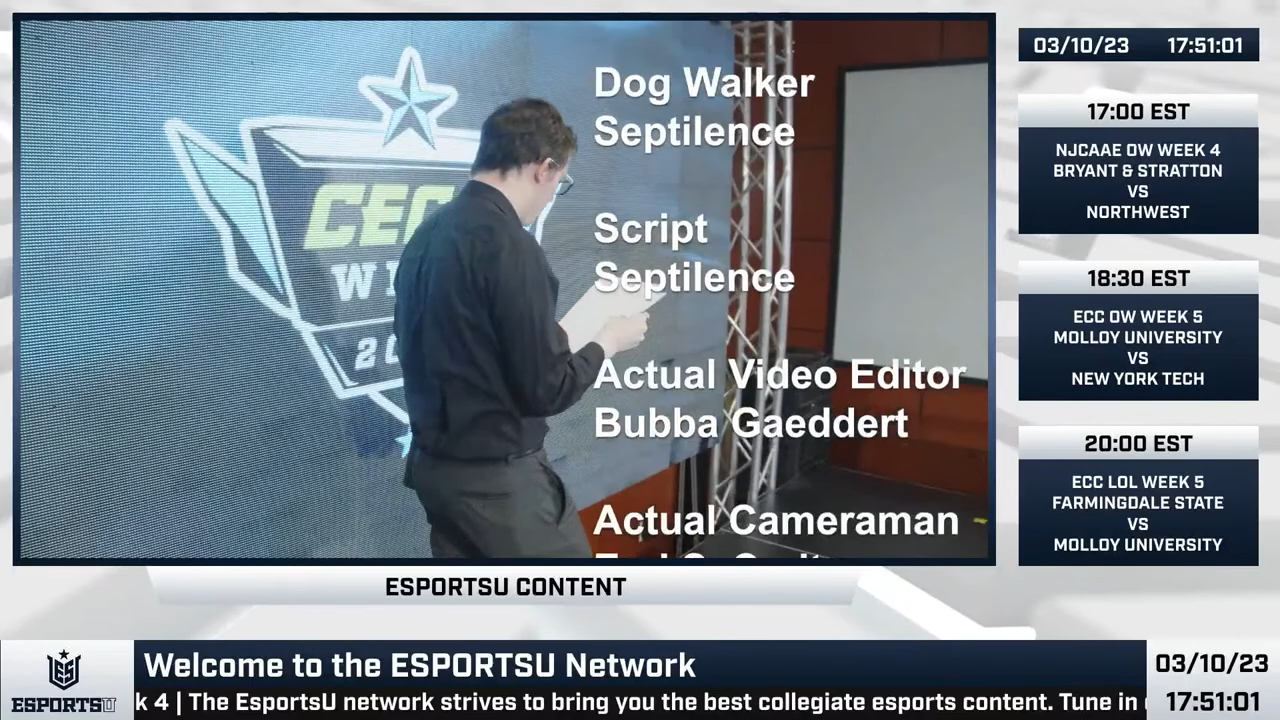 Dog Walker
Septilence
Script
Septilence
Actual Video Editor
Bubba Gaeddert
Actual Cameraman
CEC
W
20
03/10/23 17:51:01
17:00 EST
NJCAAE OW WEEK 4
BRYANT & STRATTON
VS
NORTHWEST
18:30 EST
ECC OW WEEK 5
MOLLOY UNIVERSITY
VS
NEW YORK TECH
20:00 EST
ECC LOL WEEK 5
FARMINGDALE STATE
VS
MOLLOY UNIVERSITY
ESPORTSU CONTENT
ESPORTSU
Welcome to the ESPORTSU Network
k 4 | The EsportsU network strives to bring you the best collegiate esports content. Tune in
03/10/23
17:51:01